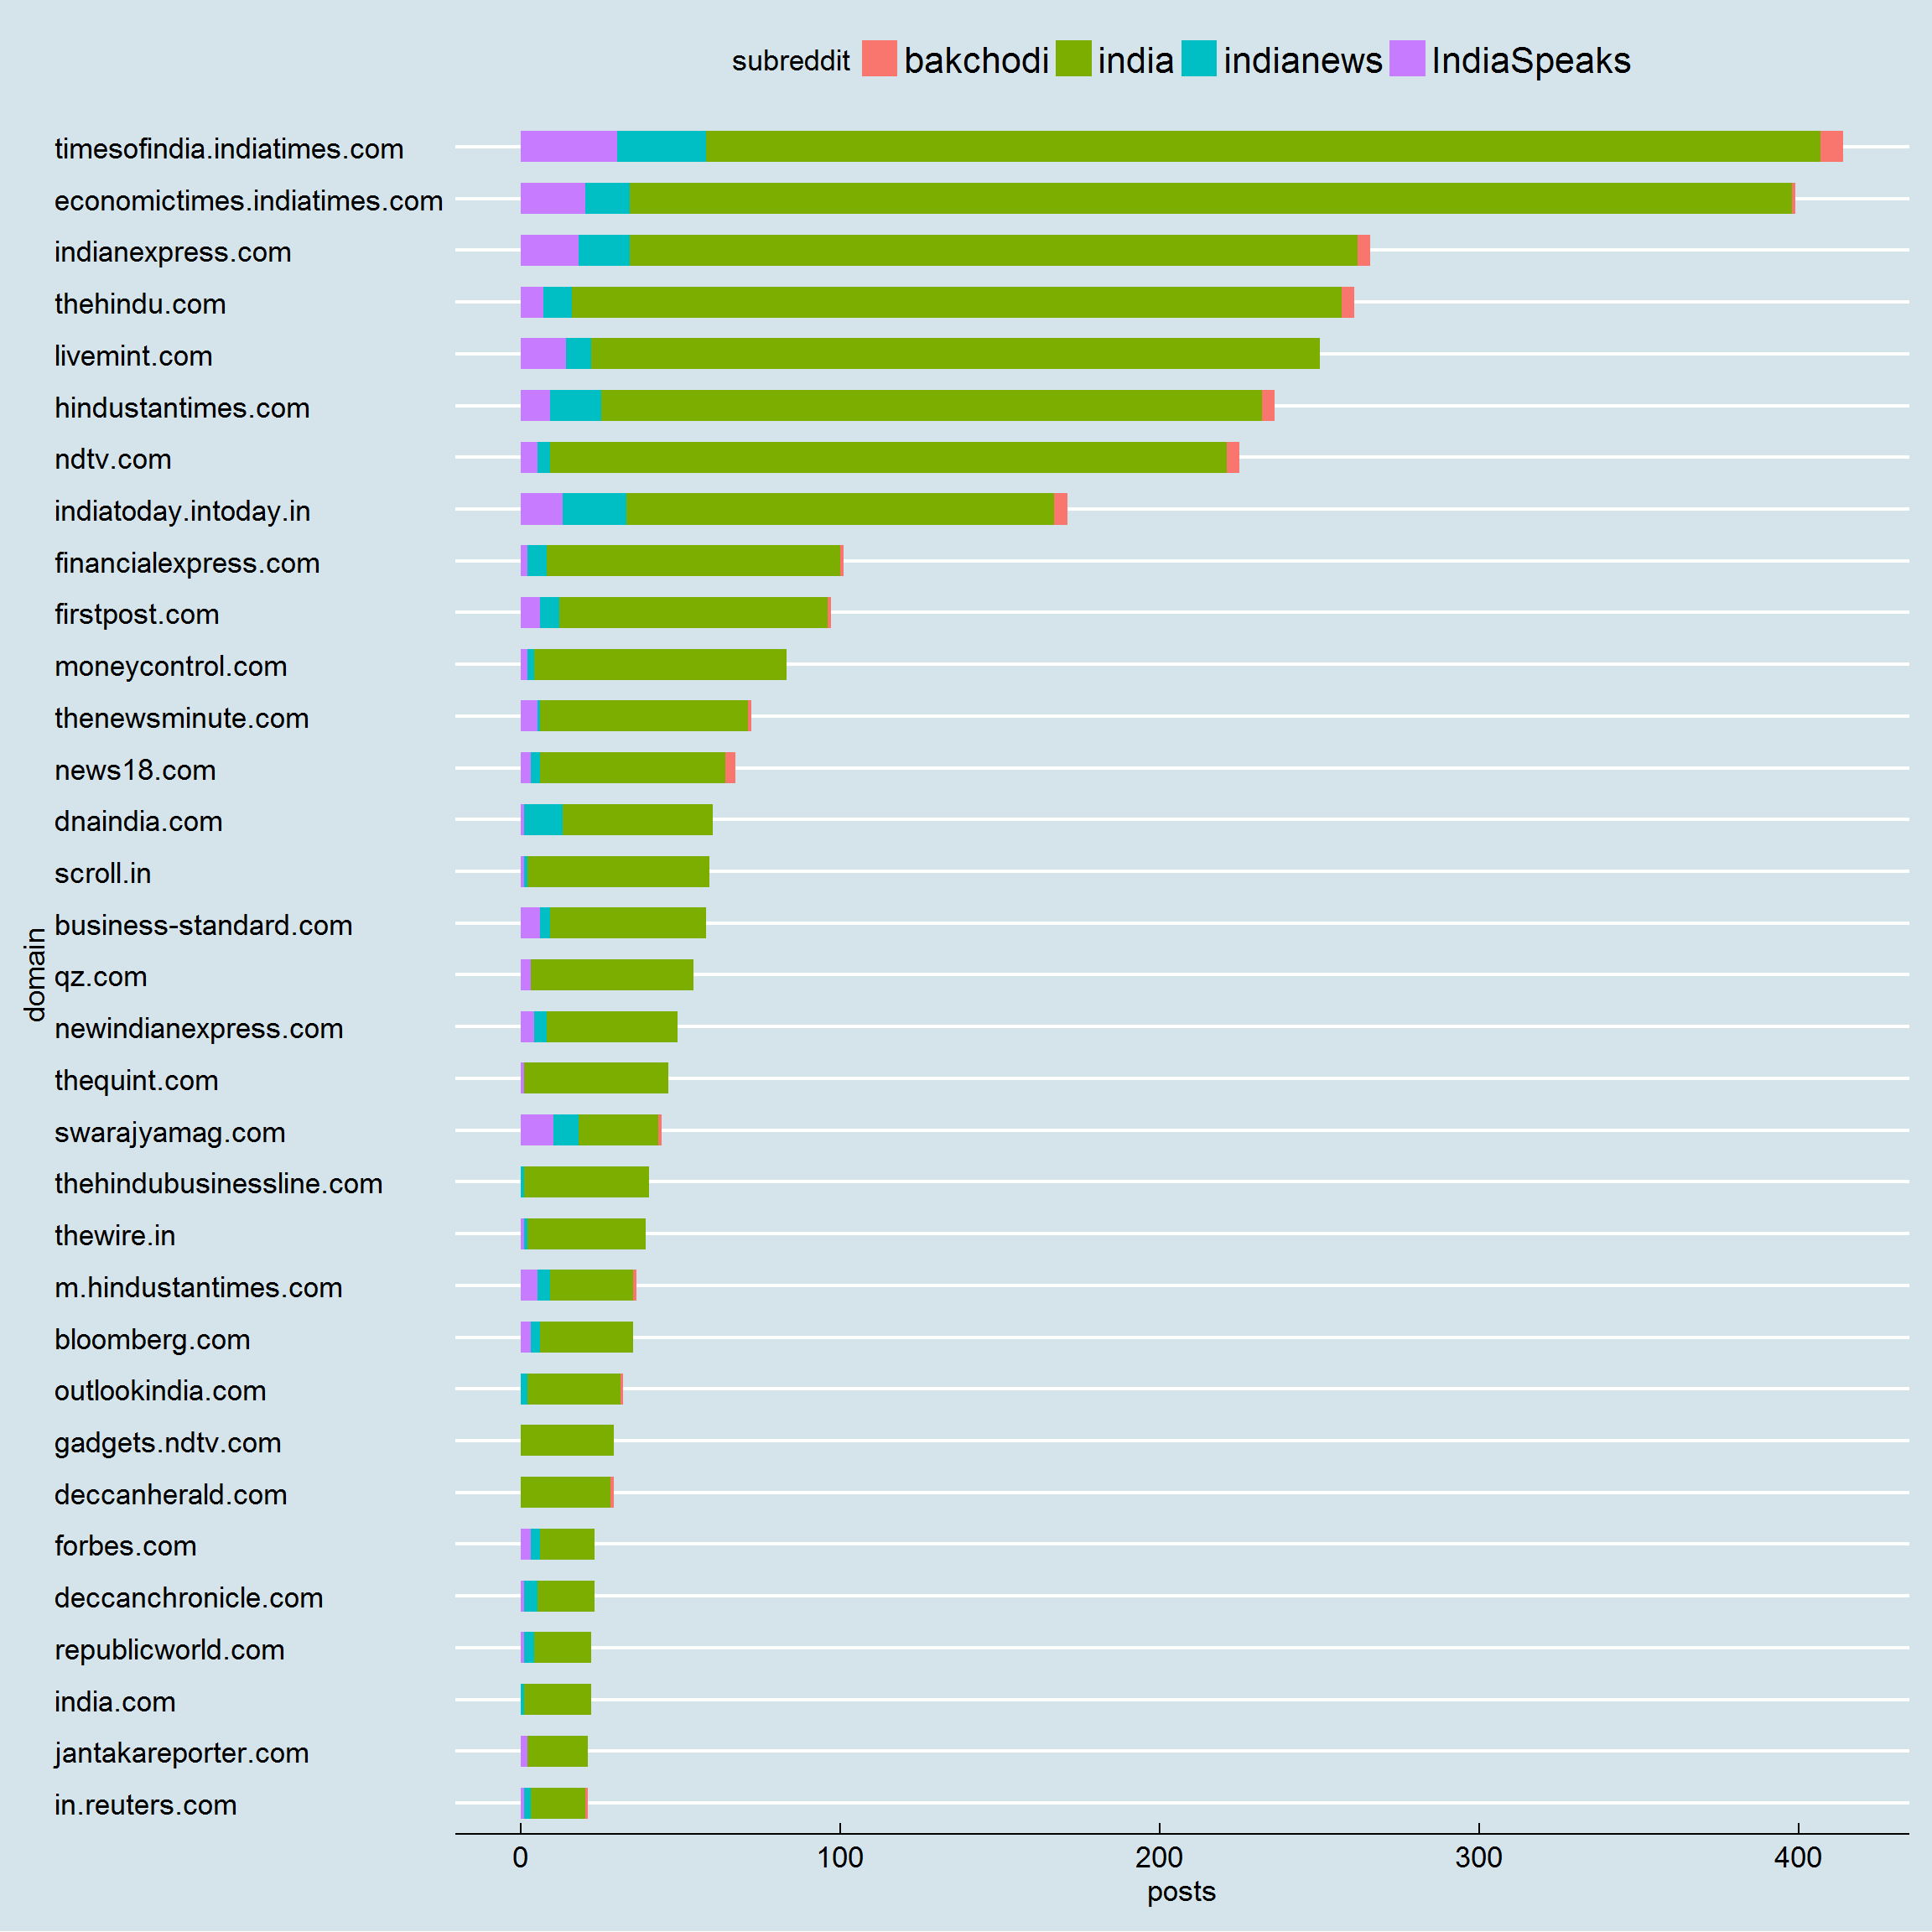 subreddit bakchodi india indianews IndiaSpeaks
timesofindia.indiatimes.com
economictimes.indiatimes.com
indianexpress.com
thehindu.com
livemint.com
hindustantimes.com
ndtv.com
indiatoday.intoday.in
financialexpress.com
firstpost.com
moneycontrol.com
thenewsminute.com
news18.com
dnaindia.com
scroll.in
business-standard.com
domain
qz.com
newindianexpress.com
thequint.com
swarajyamag.com
thehindubusinessline.com
thewire.in
m.hindustantimes.com
bloomberg.com
outlookindia.com
gadgets.ndtv.com
deccanherald.com
forbes.com
deccanchronicle.com
republicworld.com
india.com
jantakareporter.com
in.reuters.com
0 100 200 300 400
posts